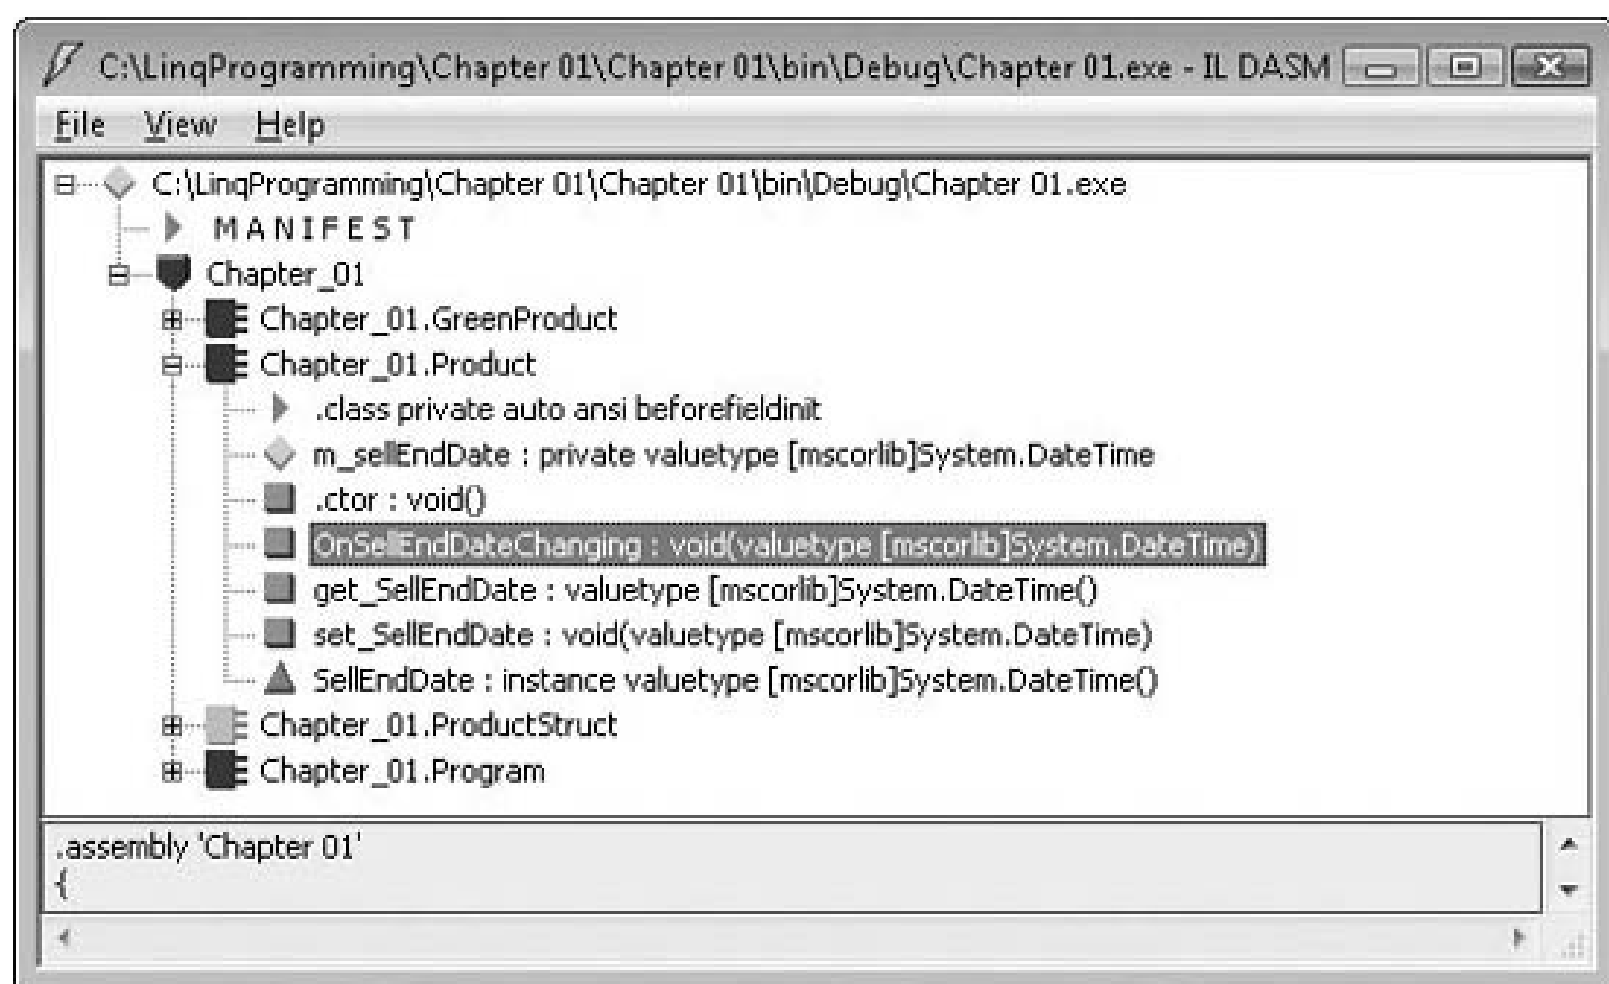 C:\LinqProgramming\Chapter 01\Chapter 01\bin\Debug\Chapter 01.exe - IL DASM
File View Help
C:\LinqProgramming\Chapter 01\Chapter 01\bin\Debug\Chapter 01.exe
M A N I F E S T
Chapter_01
Chapter_01.GreenProduct
Chapter_01.Product
.class private auto ansi beforefieldinit
m_sellEndDate : private valuetype [mscorlib]System.DateTime
.ctor : void()
OnSellEndDateChanging : void(valuetype [mscorlib]System.DateTime)
get_SellEndDate : valuetype [mscorlib]System.DateTime()
set_SellEndDate : void(valuetype [mscorlib]System.DateTime)
SellEndDate : instance valuetype [mscorlib]System.DateTime()
Chapter_01.ProductStruct
Chapter_01.Program
.assembly 'Chapter 01'
{